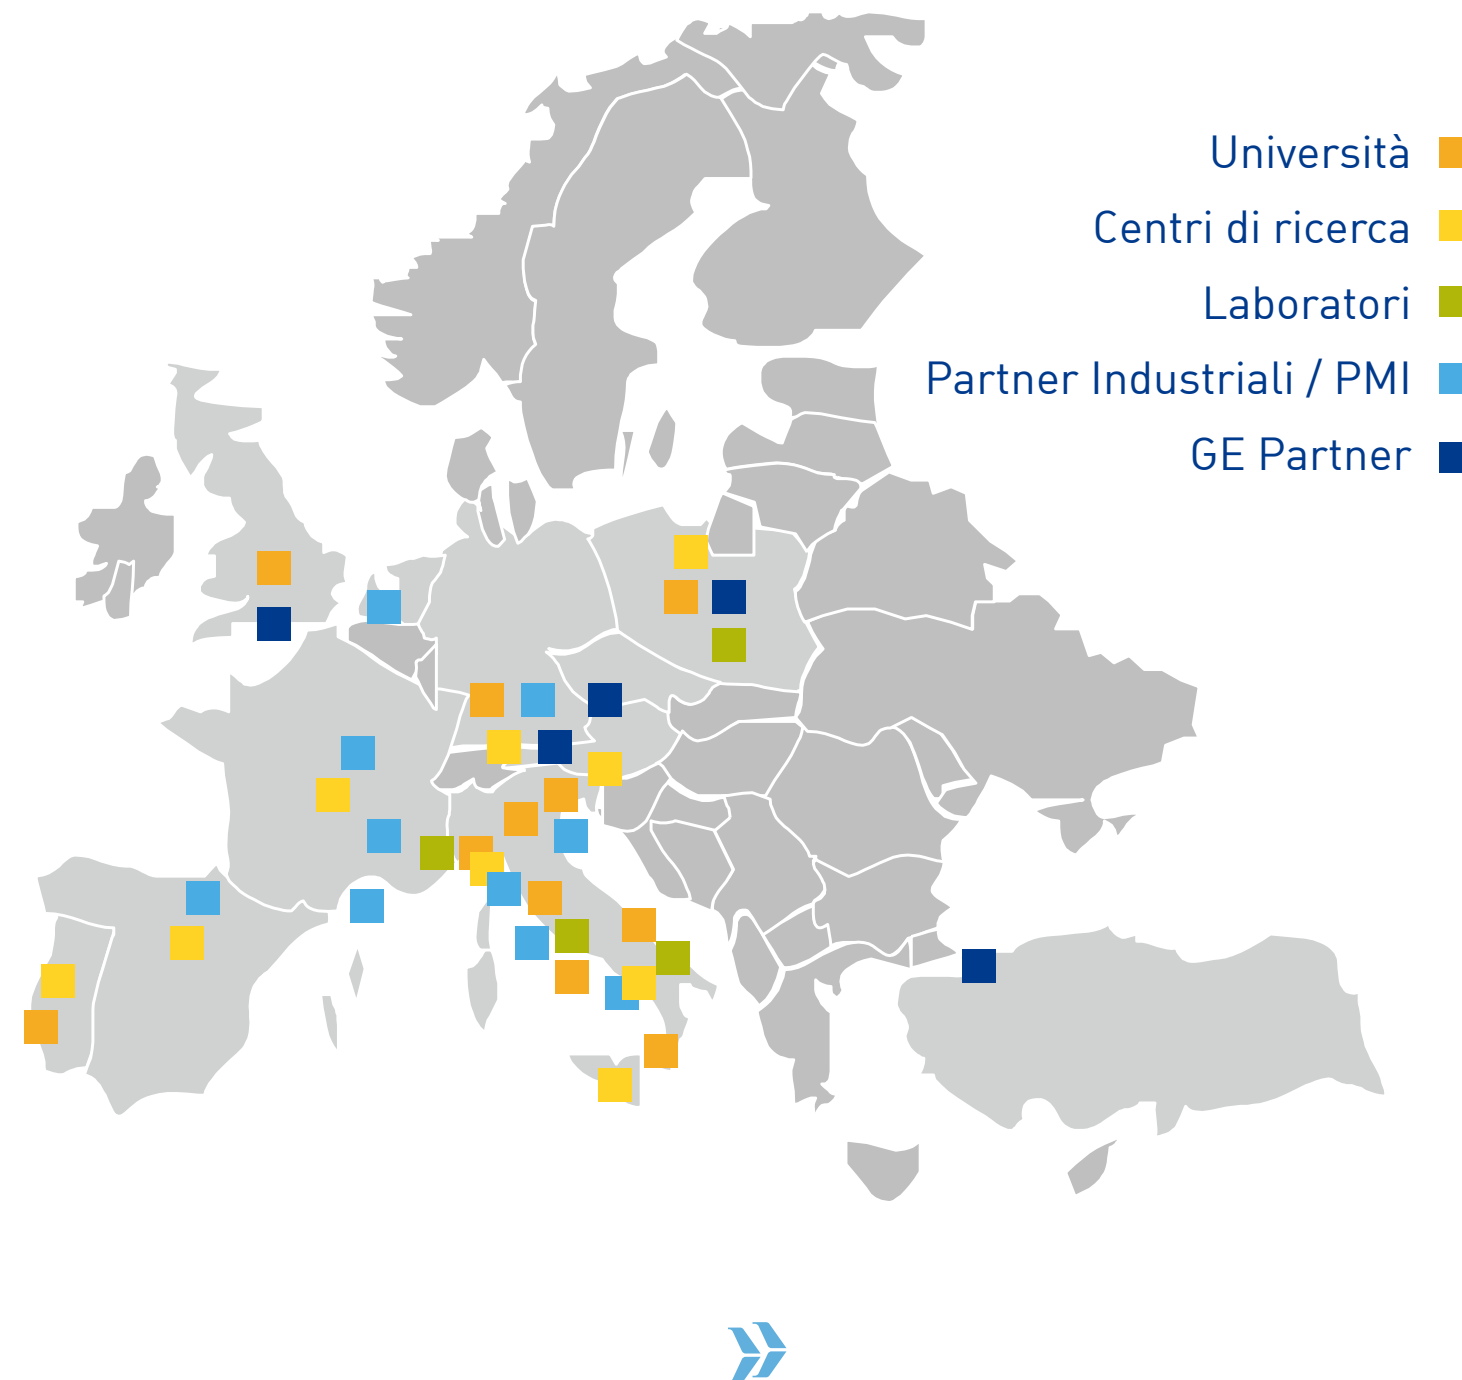 Università
Centri di ricerca
Laboratori
Partner Industriali / PMI
GE Partner